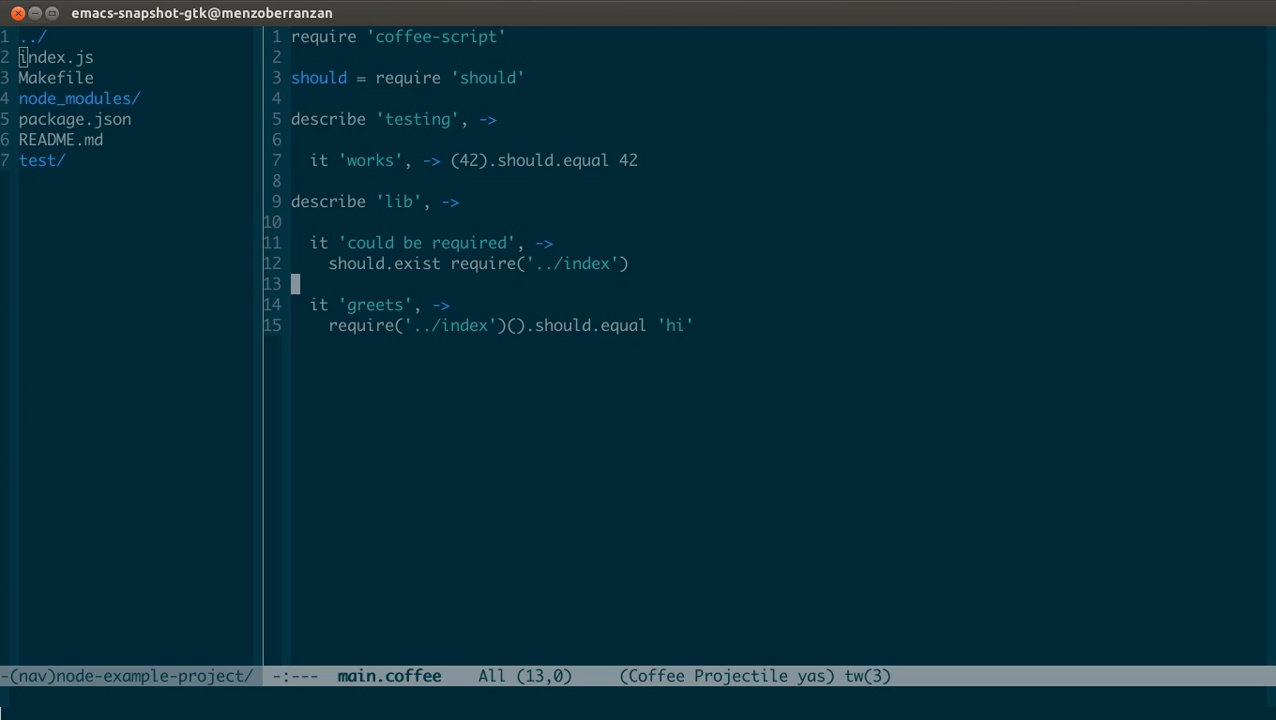 emacs-snapshot-gtk@menzoberranzan
1 ../
2 index.js
3 Makefile
4 node_modules/
5 package.json
6 README.md
7 test/
-(nav)node-example-project/
1 require 'coffee-script'
2
3 should = require 'should'
4
5 describe 'testing', ->
6
7   it 'works', -> (42).should.equal 42
8
9 describe 'lib', ->
10
11   it 'could be required', ->
12     should.exist require('../index')
13
14   it 'greets', ->
15     require('../index')().should.equal 'hi'
-:---  main.coffee    All (13,0)     (Coffee Projectile yas) tw(3)